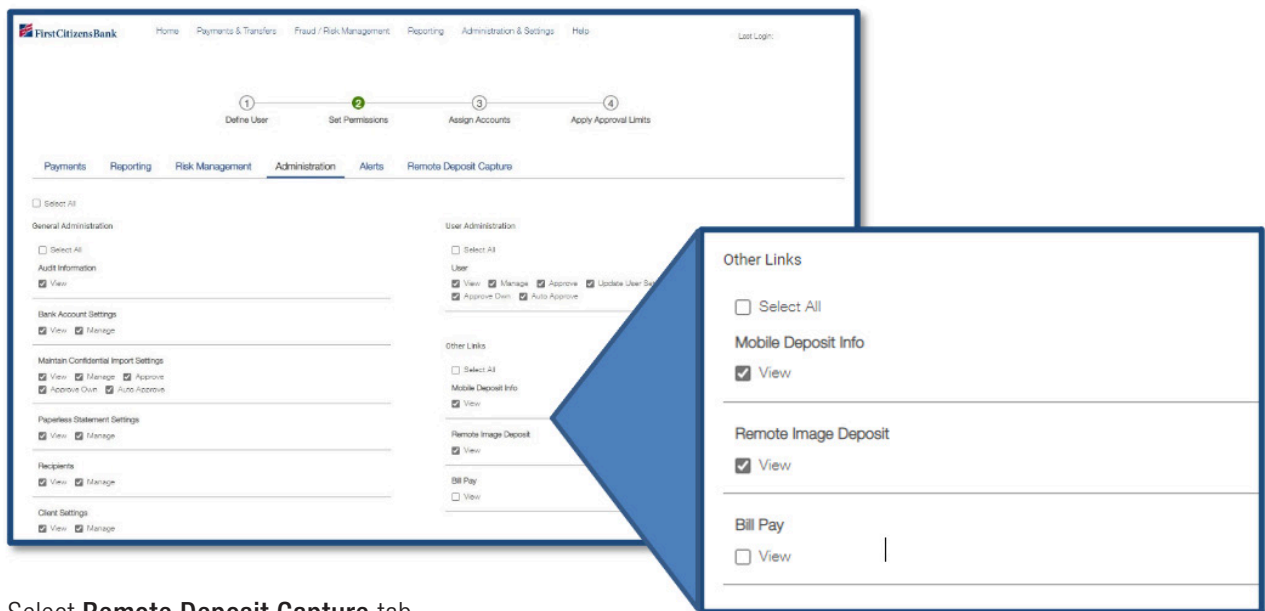 First Citizens Bank Home Payments & Transfers Fraud / Risk Management Reporting Administration & Settings Help Last Login:
1 2 3 4
Define User Set Permissions Assign Accounts Apply Approval Limits
Payments Reporting Risk Management Administration Alerts Remote Deposit Capture
Select All
General Administration
Select All
Audit Information
View
Bank Account Settings
View Manage
Maintain Confidential Import Settings
View Manage Approve
Approve Own Auto Approve
Paperless Statement Settings
View Manage
Recipients
View Manage
Client Settings
View Manage
User Administration
Select All
User
View Manage Approve Update User
Approve Own Auto Approve
Other Links
Select All
Mobile Deposit Info
View
Remote Image Deposit
View
Bill Pay
View
Other Links
Select All
Mobile Deposit Info
View
Remote Image Deposit
View
Bill Pay
View
Select Remote Deposit Capture tab